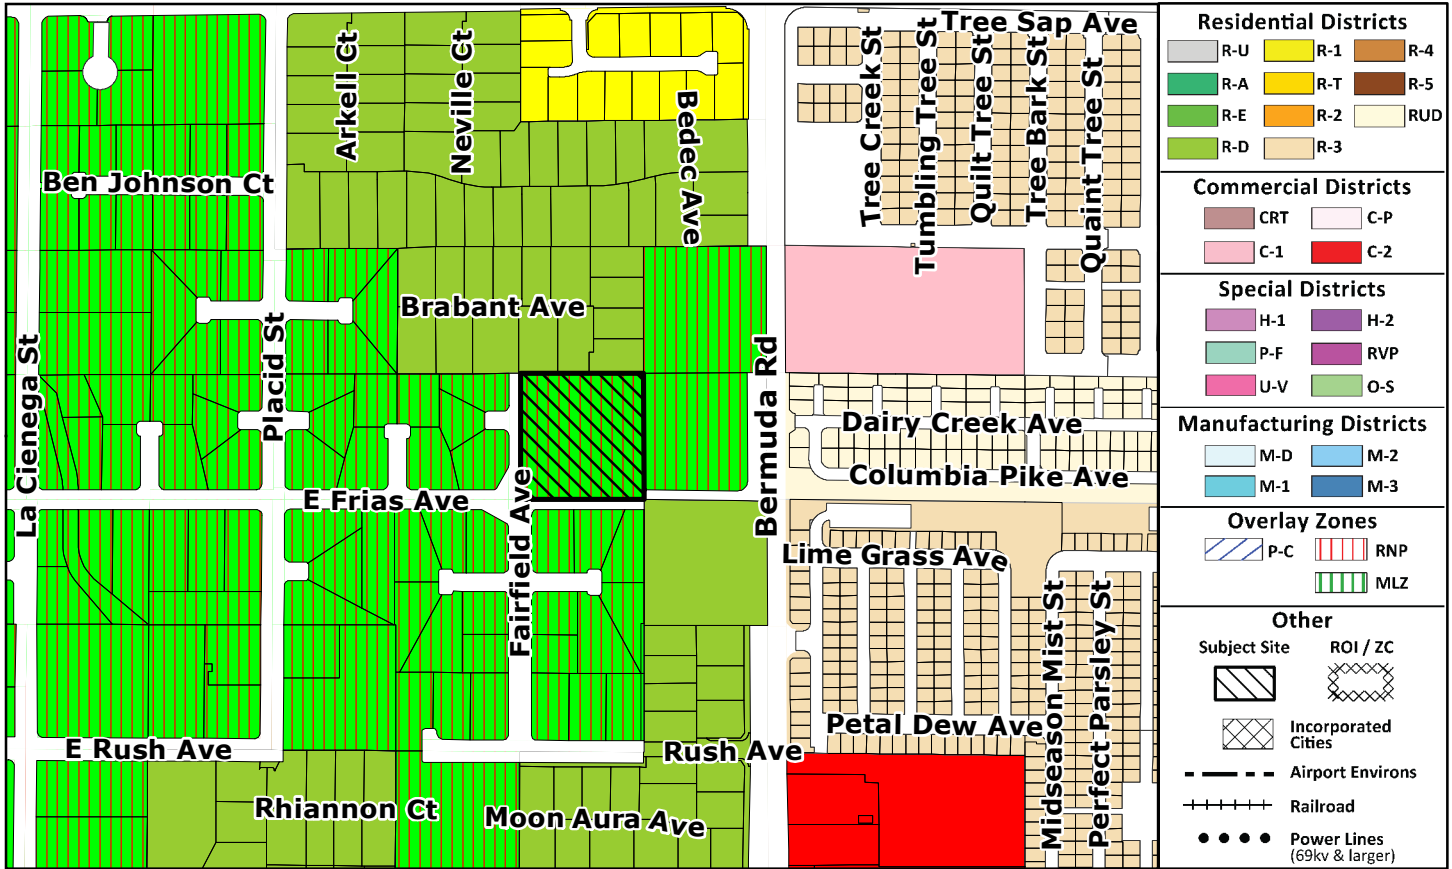 Tree Sap Ave
Arkell Ct
Neville Ct
Bedec Ave
Tree Creek St
Tumbling Tree St
Quilt Tree St
Tree Bark St
Quaint Tree St
Ben Johnson Ct
Brabant Ave
La Cienega St
Placid St
Bermuda Rd
Dairy Creek Ave
Columbia Pike Ave
E Frias Ave
Fairfield Ave
Lime Grass Ave
Midseason Mist St
Perfect Parsley St
Petal Dew Ave
E Rush Ave
Rush Ave
Rhiannon Ct
Moon Aura Ave
Residential Districts
R-U R-1 R-4
R-A R-T R-5
R-E R-2 RUD
R-D R-3
Commercial Districts
CRT C-P
C-1 C-2
Special Districts
H-1 H-2
P-F RVP
U-V O-S
Manufacturing Districts
M-D M-2
M-1 M-3
Overlay Zones
P-C RNP
MLZ
Other
Subject Site ROI / ZC
Incorporated
Cities
Airport Environs
Railroad
Power Lines
(69kv & larger)